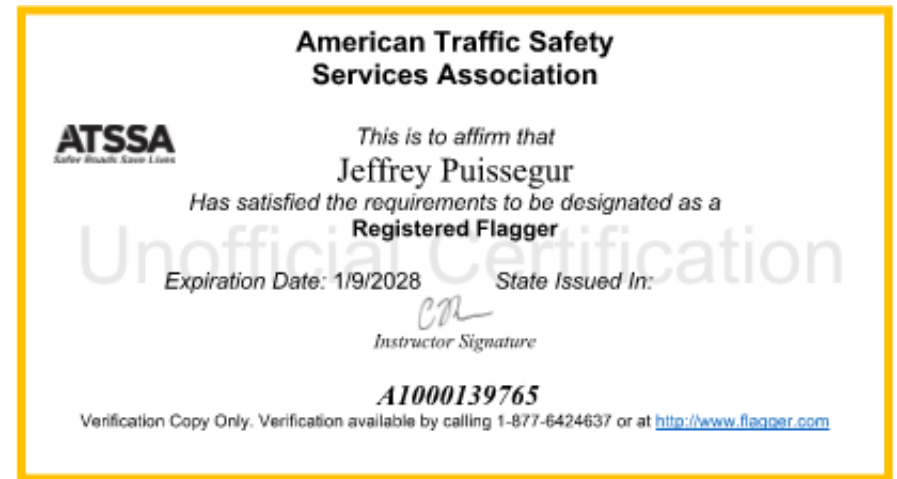 American Traffic Safety
Services Association
ATSSA
Safer Roads Save Lives
This is to affirm that
Jeffrey Puissegur
Has satisfied the requirements to be designated as a
Registered Flagger
Unofficial Certification
Expiration Date: 1/9/2028 State Issued In:
Instructor Signature
A1000139765
Verification Copy Only. Verification available by calling 1-877-6424637 or at http://www.flagger.com